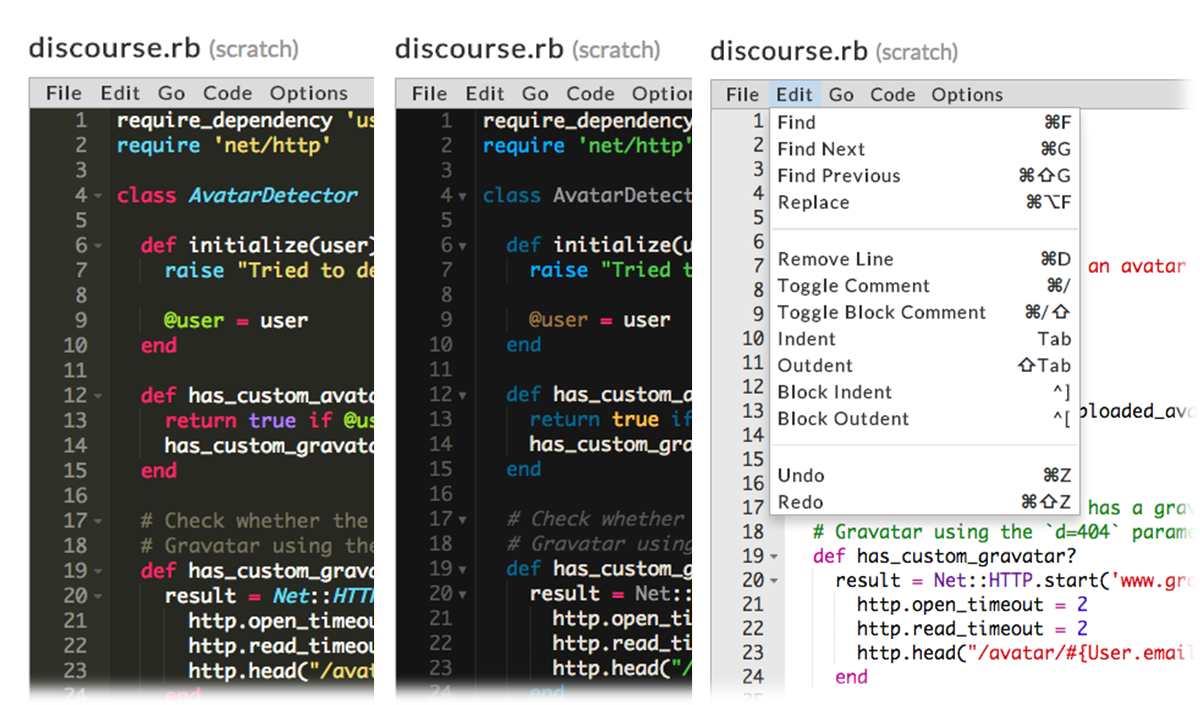 discourse.rb (scratch)
File Edit Go Code Options
1 require_dependency 'us
2 require 'net/http'
3
4 class AvatarDetector
5
6 def initialize(user)
7 raise "Tried to de
8
9 @user = user
10 end
11
12 def has_custom_avata
13 return true if @us
14 has_custom_gravata
15 end
16
17 # Check whether the
18 # Gravatar using the
19 def has_custom_grava
20 result = Net::HTT
21 http.open_timeou
22 http.read_timeou
23 http.head("/avat
end
discourse.rb (scratch)
File Edit Go Code Option
1 require_dependency
2 require 'net/http'
3
4 class AvatarDetect
5
6 def initialize(u
7 raise "Tried t
8
9 @user = user
10 end
11
12 def has_custom_a
13 return true if
14 has_custom_gra
15 end
16
17 # Check whether
18 # Gravatar using
19 def has_custom_g
20 result = Net::
21 http.open_ti
22 http.read_ti
23 http.head("/
24 end
discourse.rb (scratch)
File Edit Go Code Options
Find ⌘F
Find Next ⌘G
Find Previous ⌘⇧G
Replace ⌘⌥F
Remove Line ⌘D
Toggle Comment ⌘/
Toggle Block Comment ⌘/⇧
Indent Tab
Outdent ⇧Tab
Block Indent ^]
Block Outdent ^[
Undo ⌘Z
Redo ⌘⇧Z
1
2
3
4
5
6
7 an avatar
8
9
10
11
12
13 ploaded_ava
14
15
16
17 has a grav
18 # Gravatar using the `d=404` parame
19 def has_custom_gravatar?
20 result = Net::HTTP.start('www.gra
21 http.open_timeout = 2
22 http.read_timeout = 2
23 http.head("/avatar/#{User.email
24 end
25